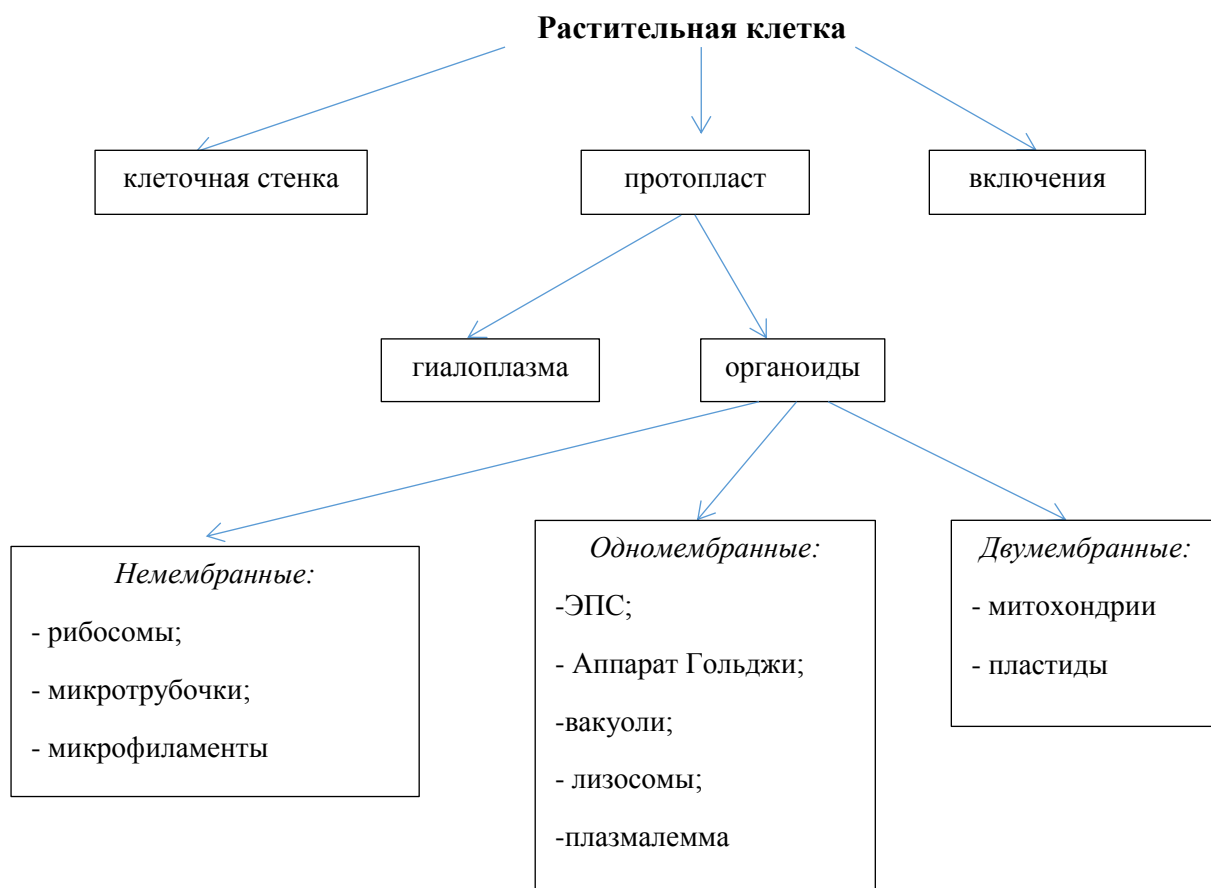 Растительная клетка
клеточная стенка
протопласт
включения
гиалоплазма
органоиды
Немембранные:
- рибосомы;
- микротрубочки;
- микрофиламенты
Одномембранные:
-ЭПС;
- Аппарат Гольджи;
-вакуоли;
- лизосомы;
-плазмалемма
Двумембранные:
- митохондрии
- пластиды